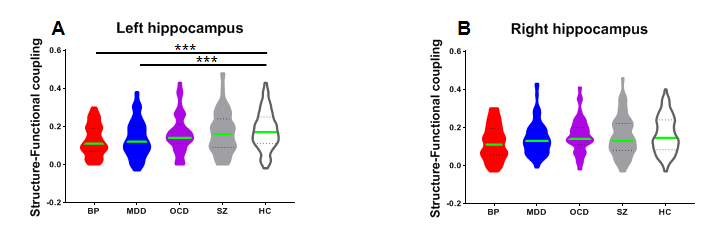 A
Left hippocampus
Structure-Functional coupling
0.6
0.4
0.2
0.0
-0.2
***
***
BP MDD OCD SZ HC
B
Right hippocampus
Structure-Functional coupling
0.6
0.4
0.2
0.0
-0.2
BP MDD OCD SZ HC